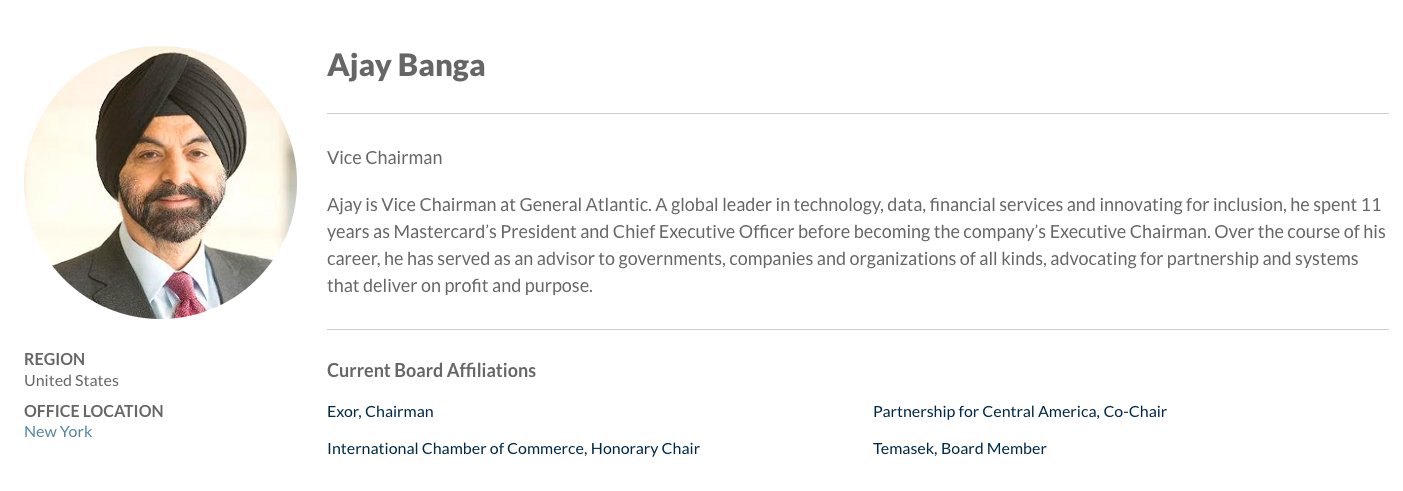 Ajay Banga
Vice Chairman
Ajay is Vice Chairman at General Atlantic. A global leader in technology, data, financial services and innovating for inclusion, he spent 11
years as Mastercard’s President and Chief Executive Officer before becoming the company’s Executive Chairman. Over the course of his
career, he has served as an advisor to governments, companies and organizations of all kinds, advocating for partnership and systems
that deliver on profit and purpose.
REGION
United States
OFFICE LOCATION
New York
Current Board Affiliations
Exor, Chairman
Partnership for Central America, Co-Chair
International Chamber of Commerce, Honorary Chair
Temasek, Board Member